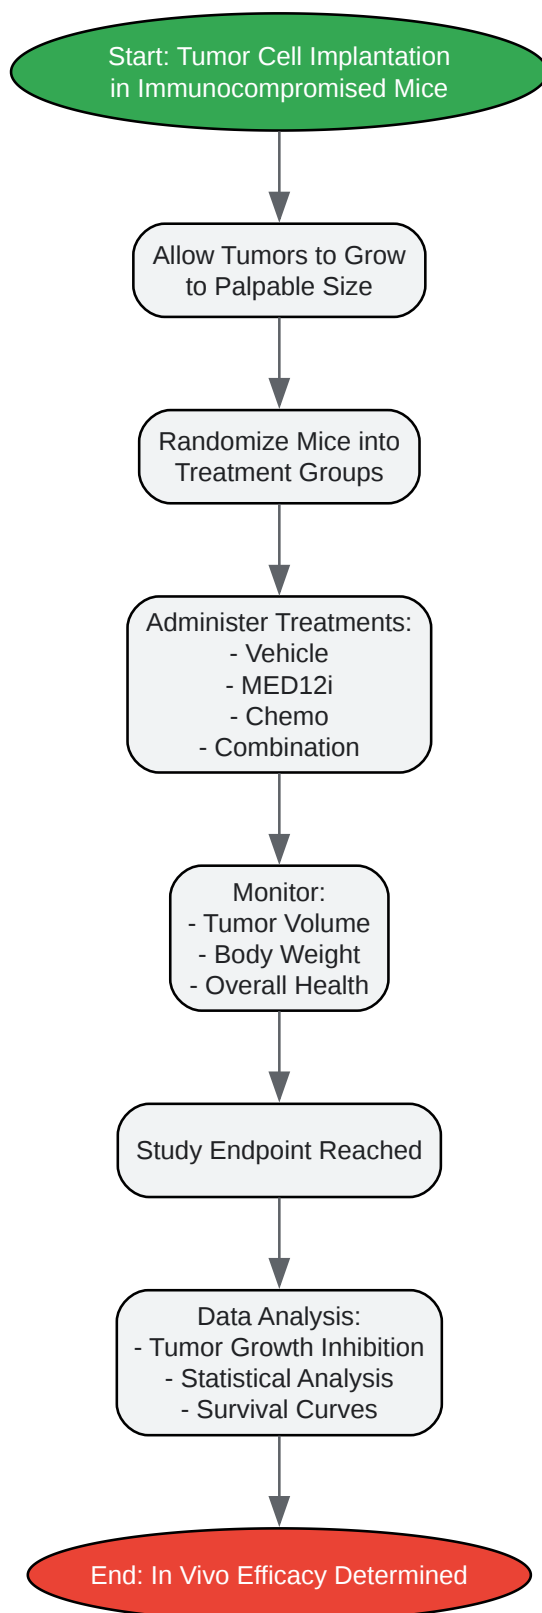 Start: Tumor Cell Implantation
in Immunocompromised Mice
Allow Tumors to Grow
to Palpable Size
Randomize Mice into
Treatment Groups
Administer Treatments:
- Vehicle
- MED12i
- Chemo
- Combination
Monitor:
- Tumor Volume
- Body Weight
- Overall Health
Study Endpoint Reached
Data Analysis:
- Tumor Growth Inhibition
- Statistical Analysis
- Survival Curves
End: In Vivo Efficacy Determined